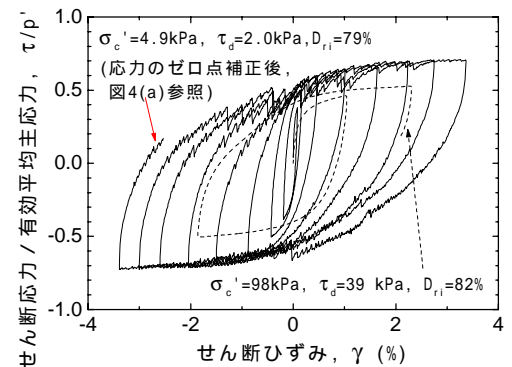 せん断応力 / 有効平均主応力, τ/p'
1.0
0.5
0.0
-0.5
-1.0
σc'=4.9kPa, τd=2.0kPa,Dri=79%
(応力のゼロ点補正後,
図4(a)参照)
σc'=98kPa, τd=39 kPa, Dri=82%
-4 -2 0 2 4
せん断ひずみ, γ (%)